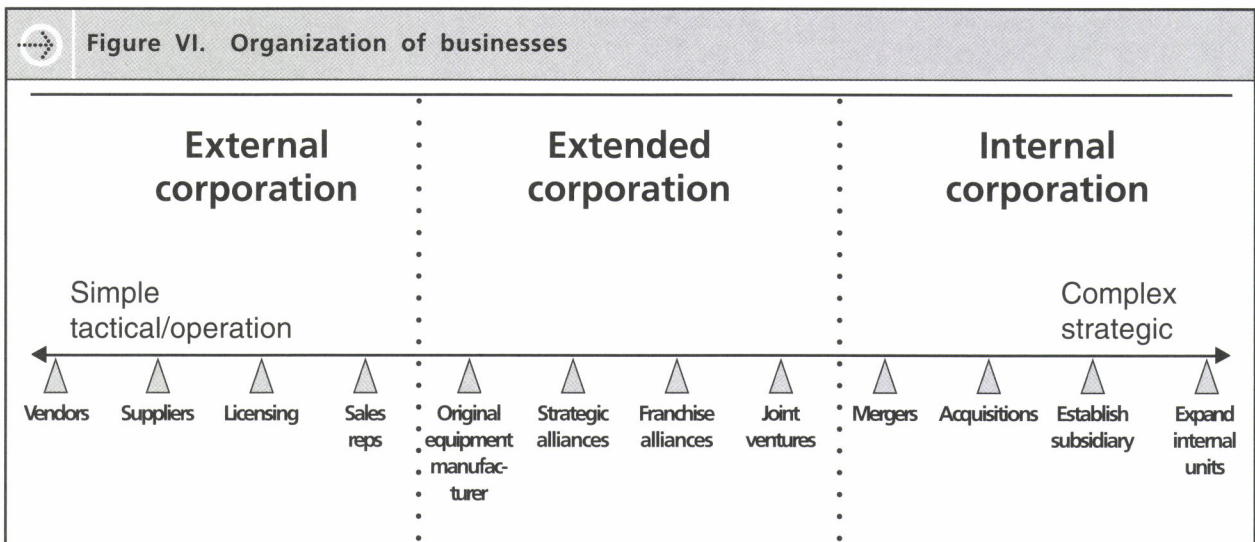 Figure VI. Organization of businesses
External
corporation
Extended
corporation
Internal
corporation
Simple
tactical/operation
Complex
strategic
Vendors
Suppliers
Licensing
Sales
reps
Original
equipment
manufac-
turer
Strategic
alliances
Franchise
alliances
Joint
ventures
Mergers
Acquisitions
Establish
subsidiary
Expand
internal
units